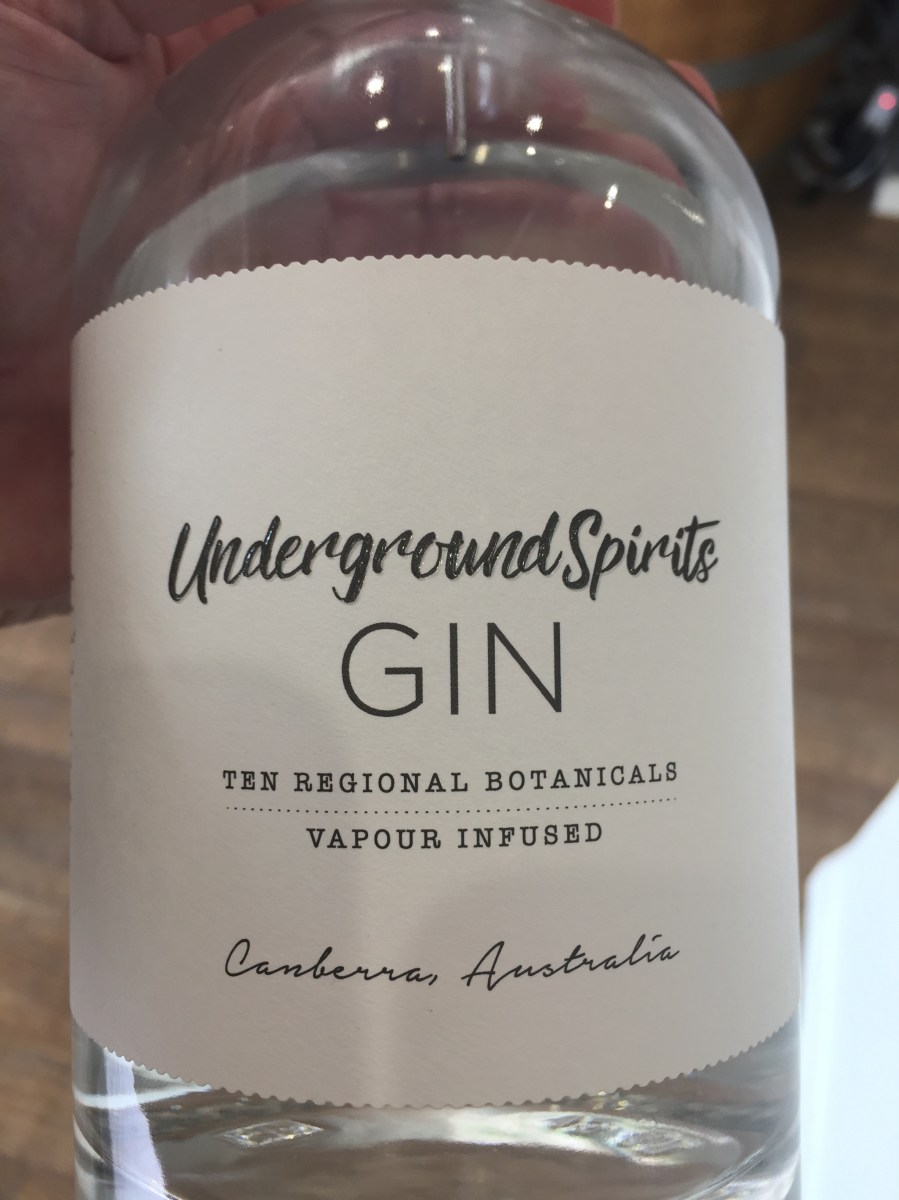 Underground Spirits
GIN
TEN REGIONAL BOTANICALS
VAPOUR INFUSED
Canberra, Australia